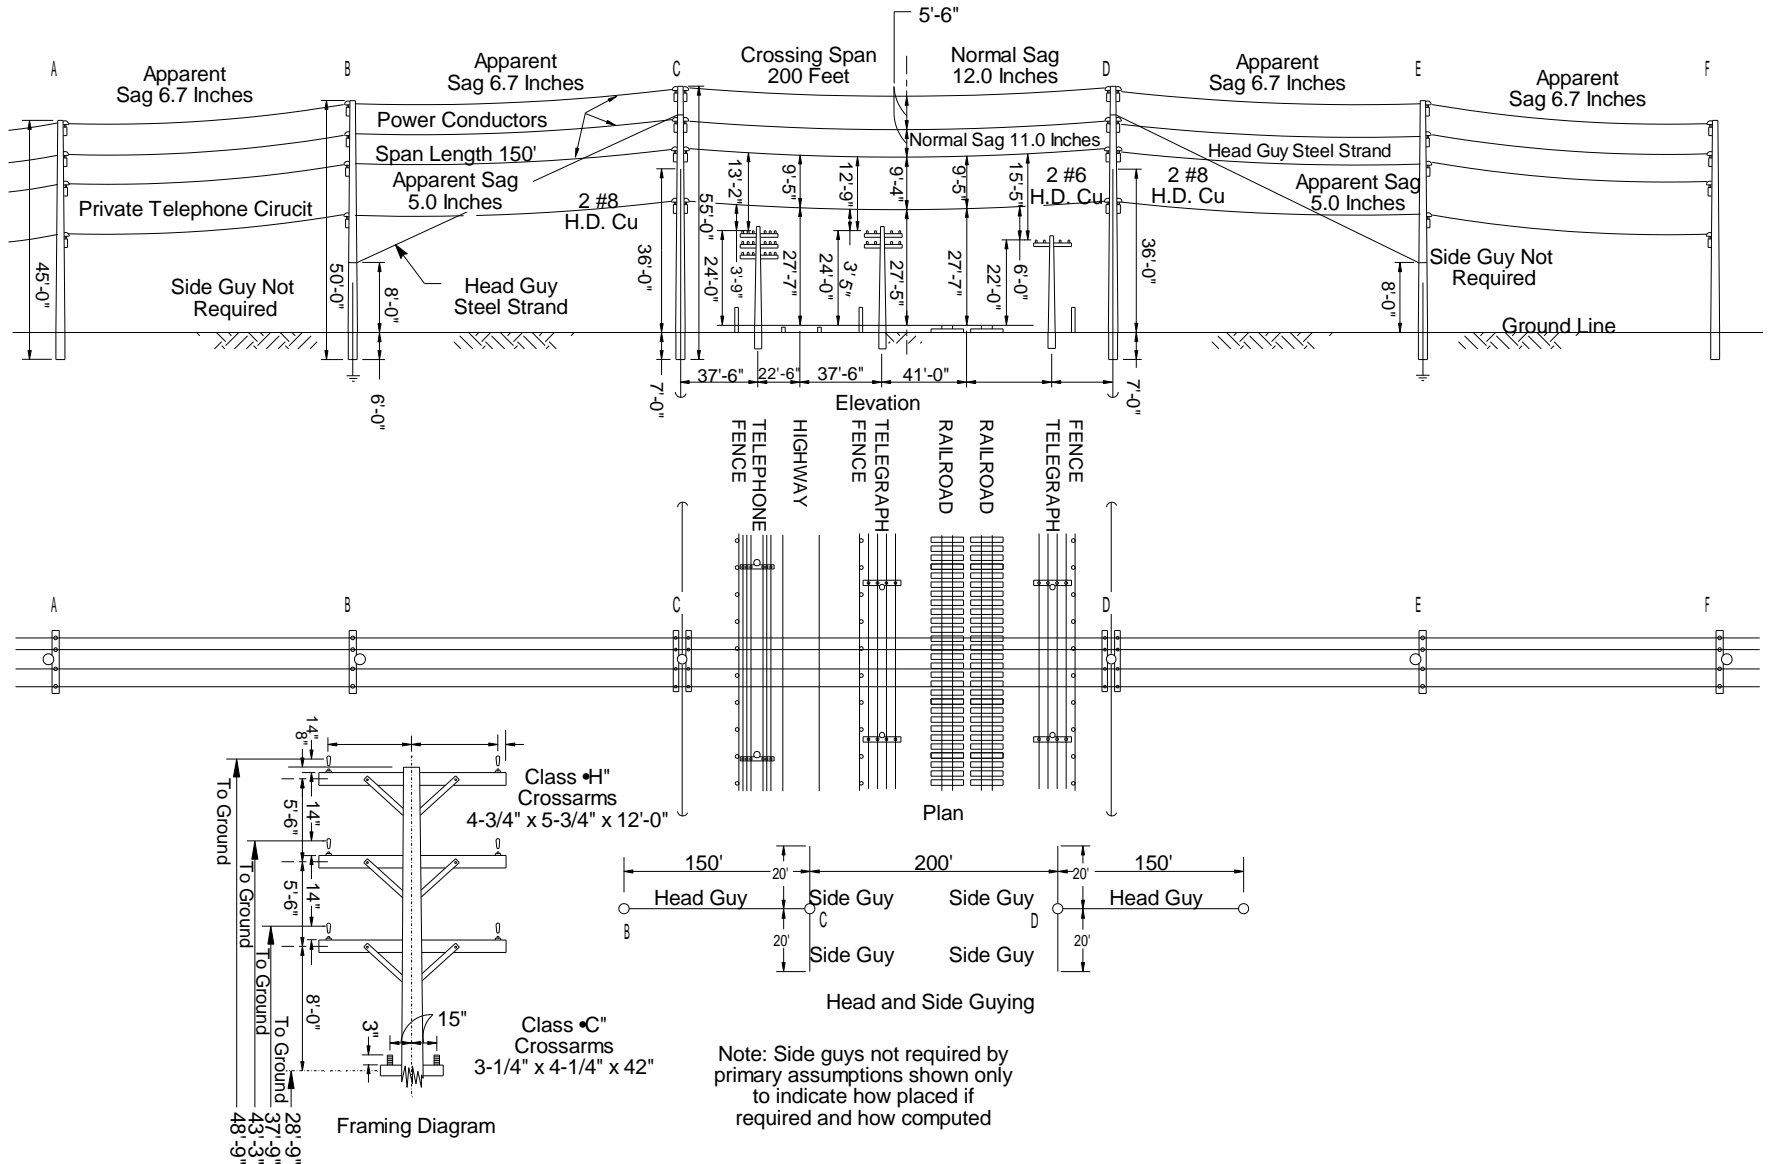 5'-6"
A
B
C
D
E
F
Apparent
Sag 6.7 Inches
Apparent
Sag 6.7 Inches
Crossing Span
200 Feet
Normal Sag
12.0 Inches
Apparent
Sag 6.7 Inches
Apparent
Sag 6.7 Inches
Power Conductors
Normal Sag 11.0 Inches
Span Length 150'
Head Guy Steel Strand
Apparent Sag
5.0 Inches
2 #8
H.D. Cu
2 #6
H.D. Cu
2 #8
H.D. Cu
Apparent Sag
5.0 Inches
Private Telephone Cirucit
13'-2"
9'-5"
12'-9"
9'-4"
9'-5"
15'-5"
45'-0"
50'-0"
8'-0"
36'-0"
55'-0"
24'-0"
3'-9"
27'-7"
24'-0"
3'5"
27'-5"
27'-7"
22'-0"
6'-0"
36'-0"
8'-0"
Side Guy Not
Required
Head Guy
Steel Strand
Side Guy Not
Required
Ground Line
6'-0"
7'-0"
37'-6"
22'-6"
37'-6"
41'-0"
7'-0"
Elevation
FENCE
TELEPHONE
HIGHWAY
FENCE
TELEGRAPH
RAILROAD
RAILROAD
TELEGRAPH
FENCE
A
B
C
D
E
F
Plan
14"
8"
5'-6"
14"
5'-6"
14"
8'-0"
3"
15"
To Ground
To Ground
To Ground
To Ground
48'-9"
43'-3"
37'-9"
28'-9"
Class •H"
Crossarms
4-3/4" x 5-3/4" x 12'-0"
Class •C"
Crossarms
3-1/4" x 4-1/4" x 42"
Framing Diagram
150'
200'
150'
20'
20'
Head Guy
Side Guy
Side Guy
Head Guy
B
C
D
20'
20'
Side Guy
Side Guy
Head and Side Guying
Note: Side guys not required by
primary assumptions shown only
to indicate how placed if
required and how computed